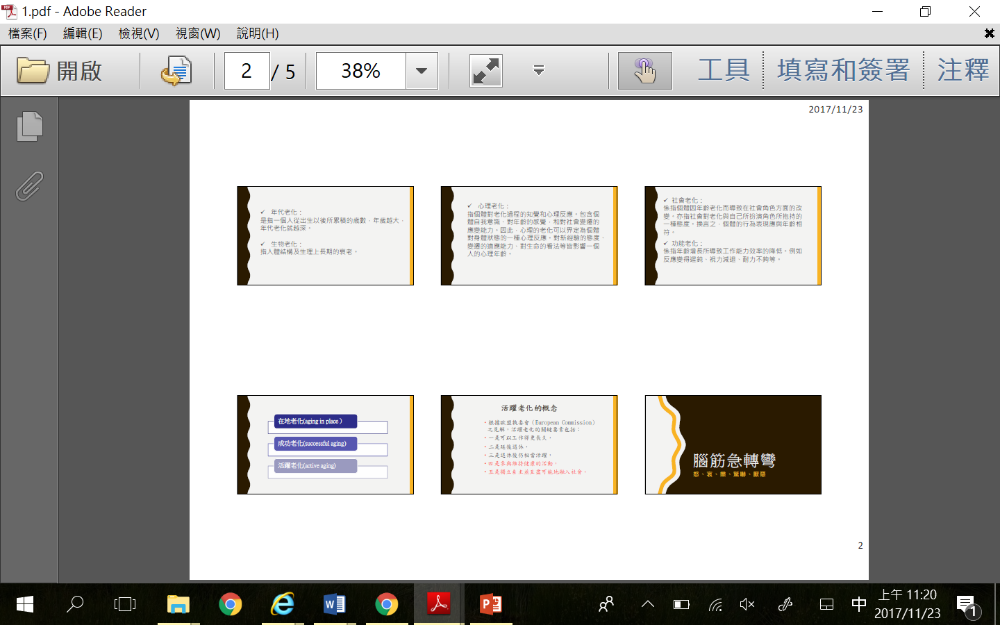 1.pdf - Adobe Reader
檔案(F) 編輯(E) 檢視(V) 視窗(W) 說明(H)
開啟 2 / 5 38% 工具 填寫和簽署 注釋
2017/11/23
✓ 年代老化：
是指一個人從出生以後所累積的歲數，年歲越大，
年代老化就越深。
✓ 生物老化：
指人體結構及生理上長期的衰老。
✓ 心理老化：
指個體對老化過程的知覺和心理反應。包含個
體自我意識、對年齡的感覺、和對社會變遷的
應變能力。因此，心理的老化可以界定為個體
對身體狀態的一種心理反應。對新經驗的態度、
變遷的適應能力、對生命的看法等皆影響一個
人的心理年齡。
✓ 社會老化：
係指個體因年齡老化而導致在社會角色方面的改
變。亦指社會對老化與自己所扮演角色所抱持的
一種態度。換言之，個體的行為表現應與年齡相
符。
✓ 功能老化：
係指年齡增長所導致工作能力效率的降低。例如
反應變得遲鈍、視力減退、耐力不夠等。
在地老化(aging in place )
成功老化(successful aging)
活躍老化(active aging)
活躍老化的概念
•根據歐盟執委會（European Commission）
之見解，活躍老化的關鍵要素包括：
•一是可以工作得更長久，
•二是延後退休，
•三是退休後仍相當活躍，
•四是參與維持健康的活動，
•五是獨立自主並且盡可能地融入社會。
腦筋急轉彎
怒、哀、樂、驚嚇、厭惡
2
中
上午 11:20
2017/11/23
1